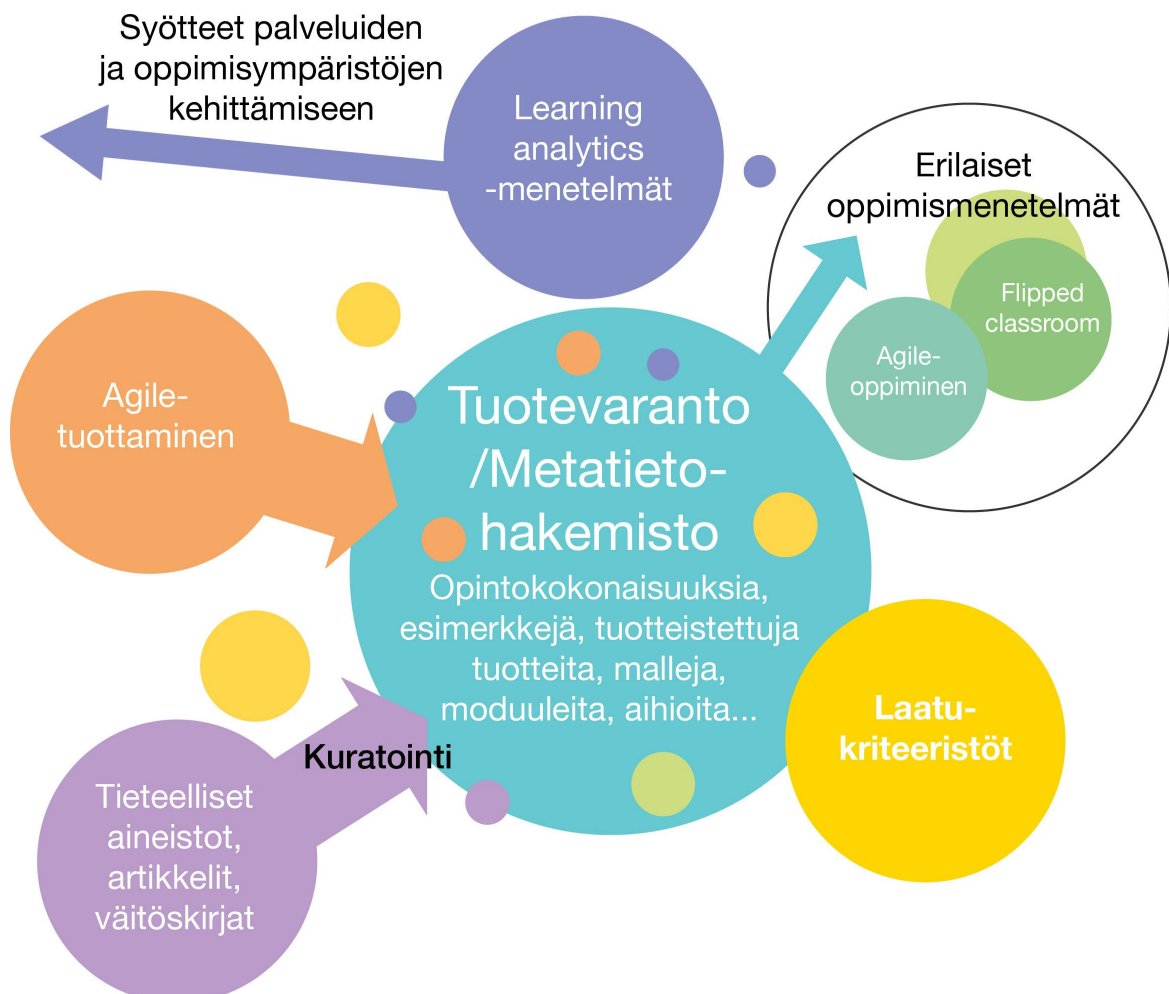 Syötteet palveluiden
ja oppimisympäristöjen
kehittämiseen
Learning
analytics
-menetelmät
Erilaiset
oppimismenetelmät
Flipped
classroom
Agile-
oppiminen
Agile-
tuottaminen
Tuotevaranto
/Metatieto-
hakemisto
Opintokokonaisuuksia,
esimerkkejä, tuotteistettuja
tuotteita, malleja,
moduuleita, aihioita...
Laatu-
kriteeristöt
Kuratointi
Tieteelliset
aineistot,
artikkelit,
väitöskirjat